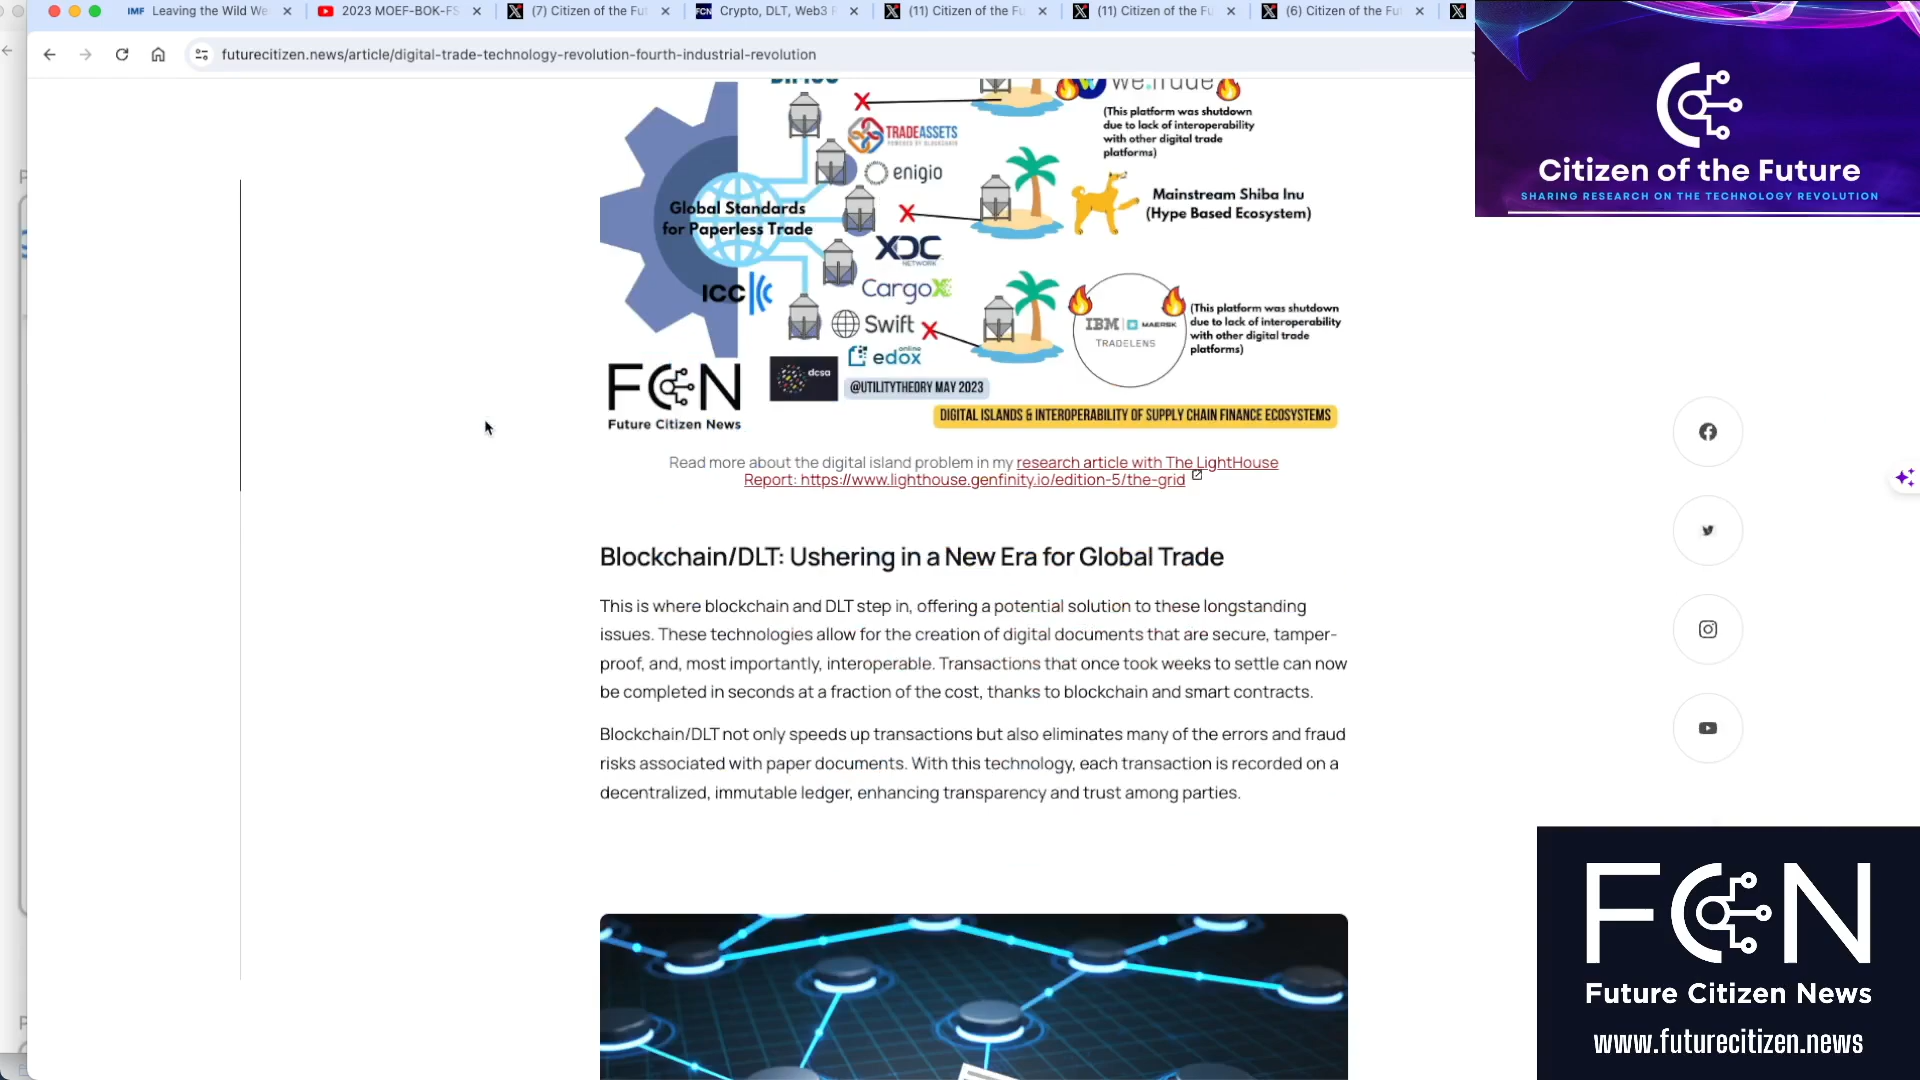 IMF Leaving the Wild We
2023 MOEF-BOK-FS
(7) Citizen of the Fut
FCN Crypto, DLT, Web3 F
(11) Citizen of the Fu
(11) Citizen of the Fu
(6) Citizen of the Fut
futurecitizen.news/article/digital-trade-technology-revolution-fourth-industrial-revolution
we.trade
(This platform was shutdown
due to lack of interoperability
with other digital trade
platforms)
TRADEASSETS
POWERED BY BLOCKCHAIN
enigio
Global Standards
for Paperless Trade
Mainstream Shiba Inu
(Hype Based Ecosystem)
XDC
NETWORK
ICC
CargoX
Swift
IBM MAERSK
TRADELENS
(This platform was shutdown
due to lack of interoperability
with other digital trade
platforms)
edox
online
dcsa
FCN
Future Citizen News
@UTILITYTHEORY MAY 2023
DIGITAL ISLANDS & INTEROPERABILITY OF SUPPLY CHAIN FINANCE ECOSYSTEMS
Read more about the digital island problem in my research article with The LightHouse
Report: https://www.lighthouse.genfinity.io/edition-5/the-grid
Blockchain/DLT: Ushering in a New Era for Global Trade
This is where blockchain and DLT step in, offering a potential solution to these longstanding
issues. These technologies allow for the creation of digital documents that are secure, tamper-
proof, and, most importantly, interoperable. Transactions that once took weeks to settle can now
be completed in seconds at a fraction of the cost, thanks to blockchain and smart contracts.
Blockchain/DLT not only speeds up transactions but also eliminates many of the errors and fraud
risks associated with paper documents. With this technology, each transaction is recorded on a
decentralized, immutable ledger, enhancing transparency and trust among parties.
Citizen of the Future
SHARING RESEARCH ON THE TECHNOLOGY REVOLUTION
FCN
Future Citizen News
www.futurecitizen.news